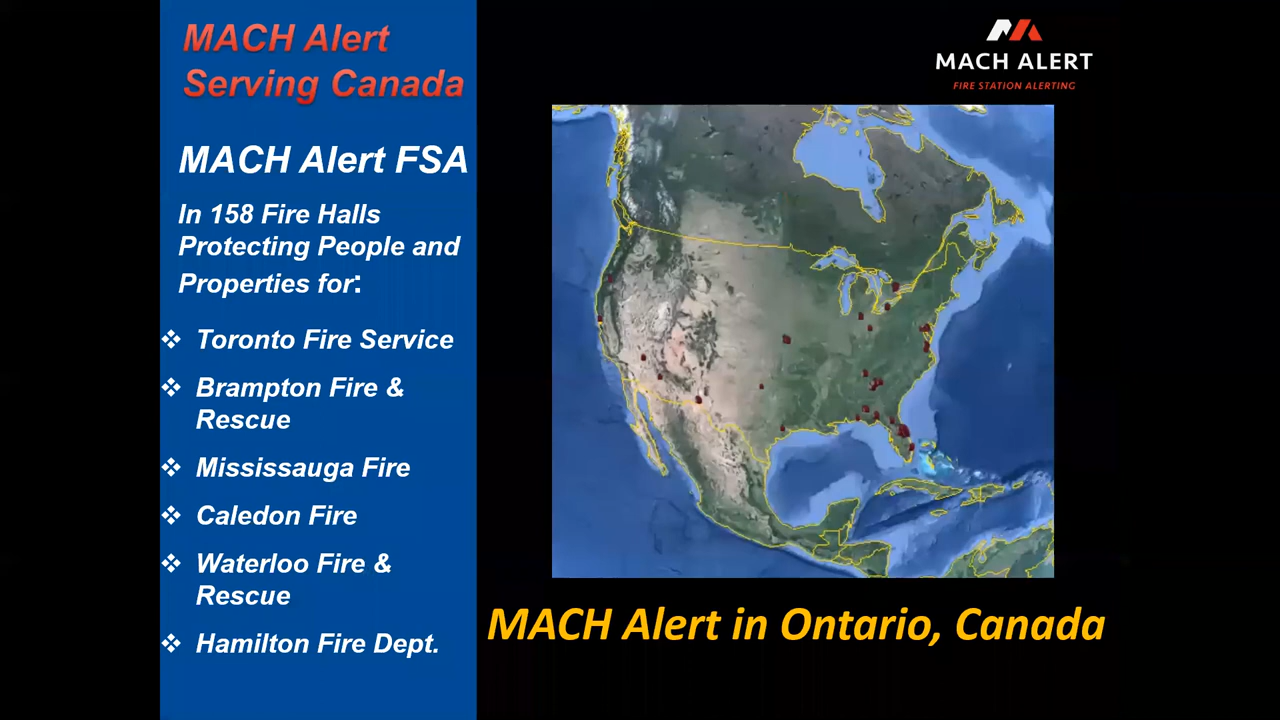 MACH Alert
Serving Canada
MACH Alert FSA
In 158 Fire Halls
Protecting People and
Properties for:
❖ Toronto Fire Service
❖ Brampton Fire &
Rescue
❖ Mississauga Fire
❖ Caledon Fire
❖ Waterloo Fire &
Rescue
❖ Hamilton Fire Dept.
MACH ALERT
FIRE STATION ALERTING
MACH Alert in Ontario, Canada